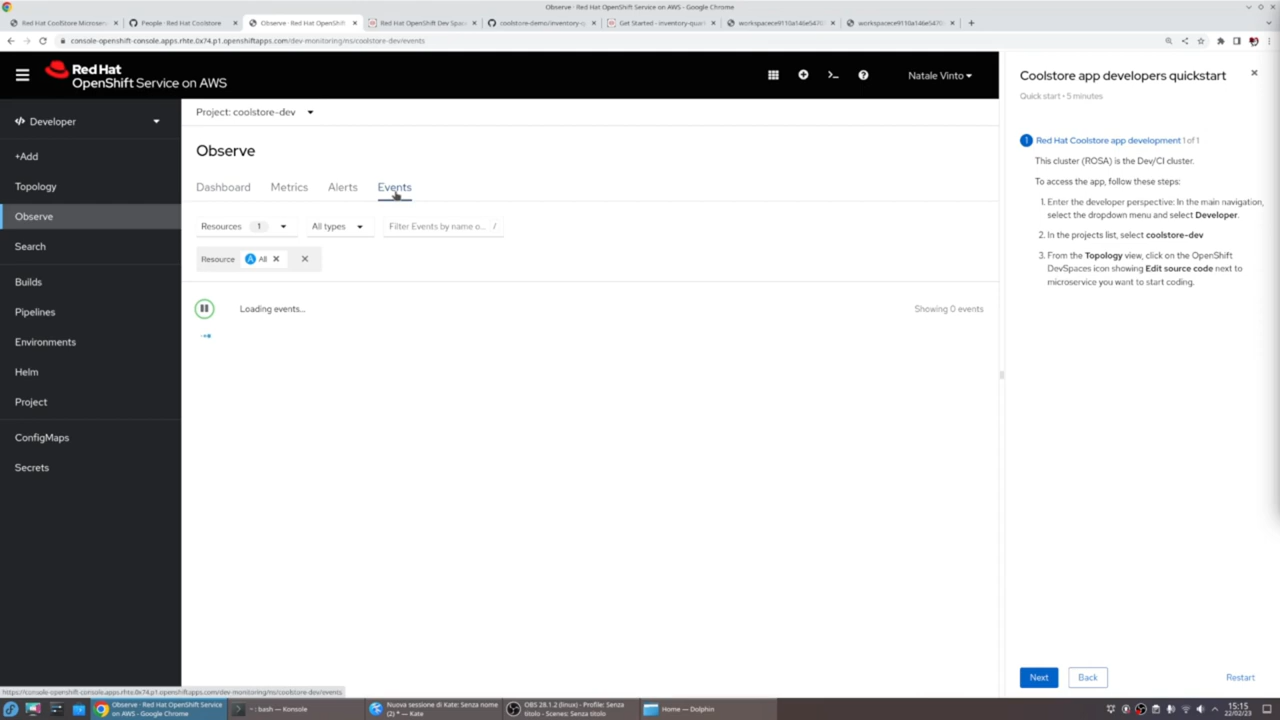 Observe · Red Hat OpenShift Service on AWS - Google Chrome
Red Hat CoolStore Microser
People · Red Hat Coolstore
Observe · Red Hat OpenShift
Red Hat OpenShift Dev Spac
coolstore-demo/inventory-q
Get Started - inventory-quar
workspacece9110a146e5470
workspacece9110a146e5470
console-openshift-console.apps.rhte.0x74.p1.openshiftapps.com/dev-monitoring/ns/coolstore-dev/events
Red Hat
OpenShift Service on AWS
Natale Vinto
Developer
+Add
Topology
Observe
Search
Builds
Pipelines
Environments
Helm
Project
ConfigMaps
Secrets
Project: coolstore-dev
Observe
Dashboard Metrics Alerts Events
Resources 1 All types Filter Events by name o... /
Resource A All
Loading events...
Showing 0 events
Coolstore app developers quickstart
Quick start • 5 minutes
1 Red Hat Coolstore app development 1 of 1
This cluster (ROSA) is the Dev/CI cluster.
To access the app, follow these steps:
1. Enter the developer perspective: In the main navigation,
select the dropdown menu and select Developer.
2. In the projects list, select coolstore-dev
3. From the Topology view, click on the OpenShift
DevSpaces icon showing Edit source code next to
microservice you want to start coding.
Next Back Restart
https://console-openshift-console.apps.rhte.0x74.p1.openshiftapps.com/dev-monitoring/ns/coolstore-dev/events
Observe · Red Hat OpenShift Service
on AWS - Google Chrome
~ : bash — Konsole
Nuova sessione di Kate: Senza nome
(2) * — Kate
OBS 28.1.2 (linux) - Profile: Senza
titolo - Scenes: Senza titolo
Home — Dolphin
15:15
22/02/23